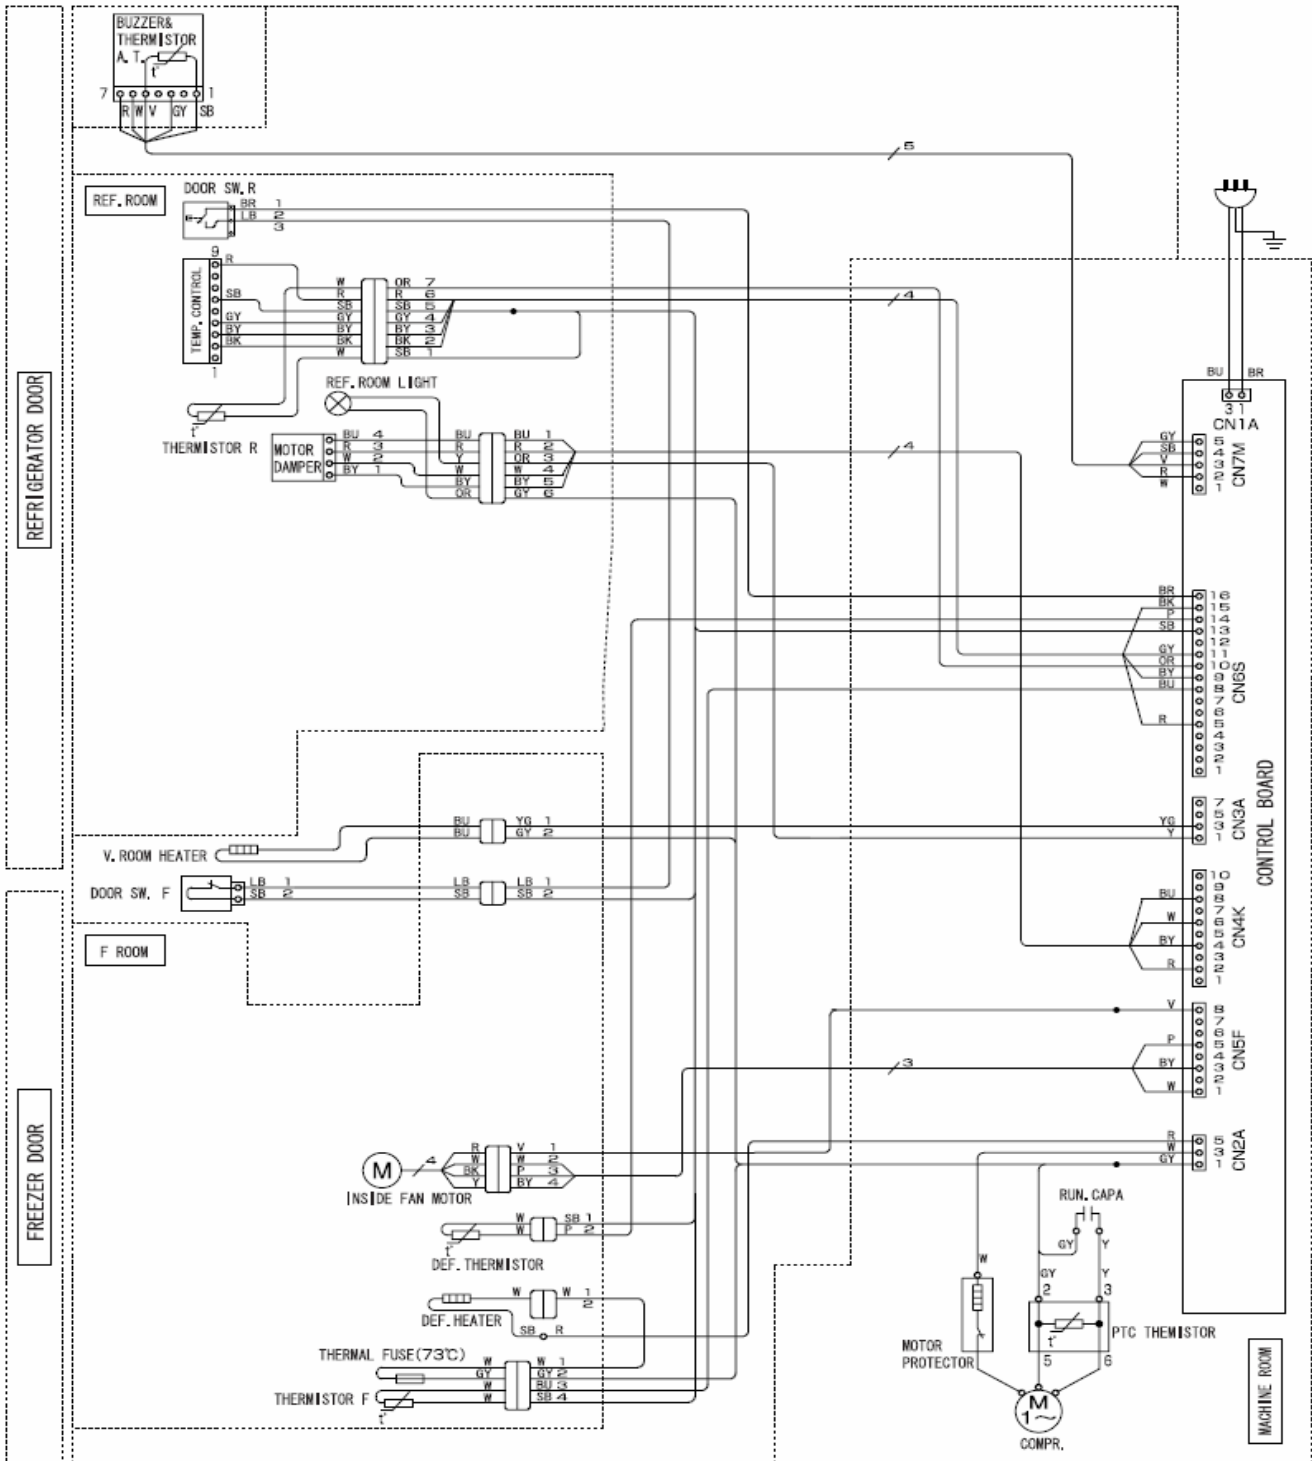 BUZZER&
THERMISTOR
A.T.
t°
7 1
R W V GY SB
5
REF.ROOM
DOOR SW.R
BR 1
LB 2
3
9
R
SB
GY
BY
BK
TEMP.CONTROL
1
W OR 7
R R 6
SB SB 5
GY GY 4
BY BY 3
BK BK 2
W SB 1
4
REF.ROOM LIGHT
t°
THERMISTOR R
MOTOR
DAMPER
BU 4
R 3
W 2
BY 1
BU BU 1
R R 2
Y OR 3
W W 4
BY BY 5
OR GY 6
4
REFRIGERATOR DOOR
BU BR
3 1
CN1A
GY 5
SB 4
V 3
R 2
W 1
CN7M
BR 16
BK 15
P 14
SB 13
12
GY 11
OR 10
BY 9
BU 8
7
6
R 5
4
3
2
1
CN6S
CONTROL BOARD
7
5
YG 3
Y 1
CN3A
BU YG 1
BU GY 2
V.ROOM HEATER
DOOR SW. F
LB 1
SB 2
LB LB 1
SB SB 2
10
9
BU 8
7
W 6
5
BY 4
3
R 2
1
CN4K
F ROOM
V 8
7
6
P 5
4
BY 3
2
W 1
CN5F
3
FREEZER DOOR
R 5
W 3
GY 1
CN2A
M
4
R V 1
W W 2
BK P 3
Y BY 4
INSIDE FAN MOTOR
W SB 1
W P 2
t°
DEF.THERMISTOR
W W 1
2
DEF.HEATER
SB R
THERMAL FUSE(73℃)
W W 1
GY GY 2
W BU 3
W SB 4
THERMISTOR F
t°
RUN.CAPA
GY Y
W
GY Y
2 3
t°
PTC THEMISTOR
5 6
MOTOR
PROTECTOR
M
1~
COMPR.
MACHINE ROOM